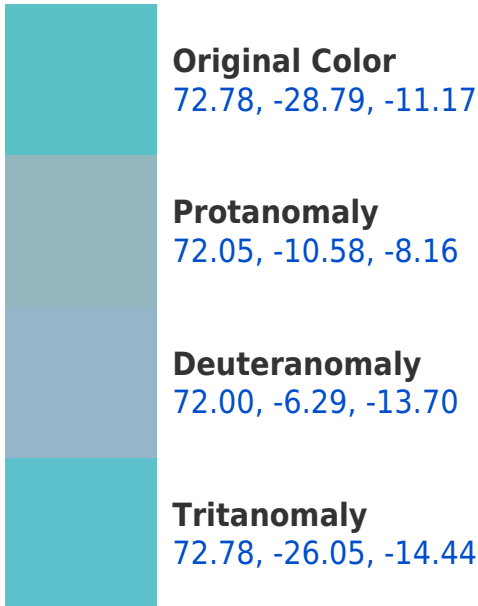 Original Color
72.78, -28.79, -11.17
Protanomaly
72.05, -10.58, -8.16
Deuteranomaly
72.00, -6.29, -13.70
Tritanomaly
72.78, -26.05, -14.44